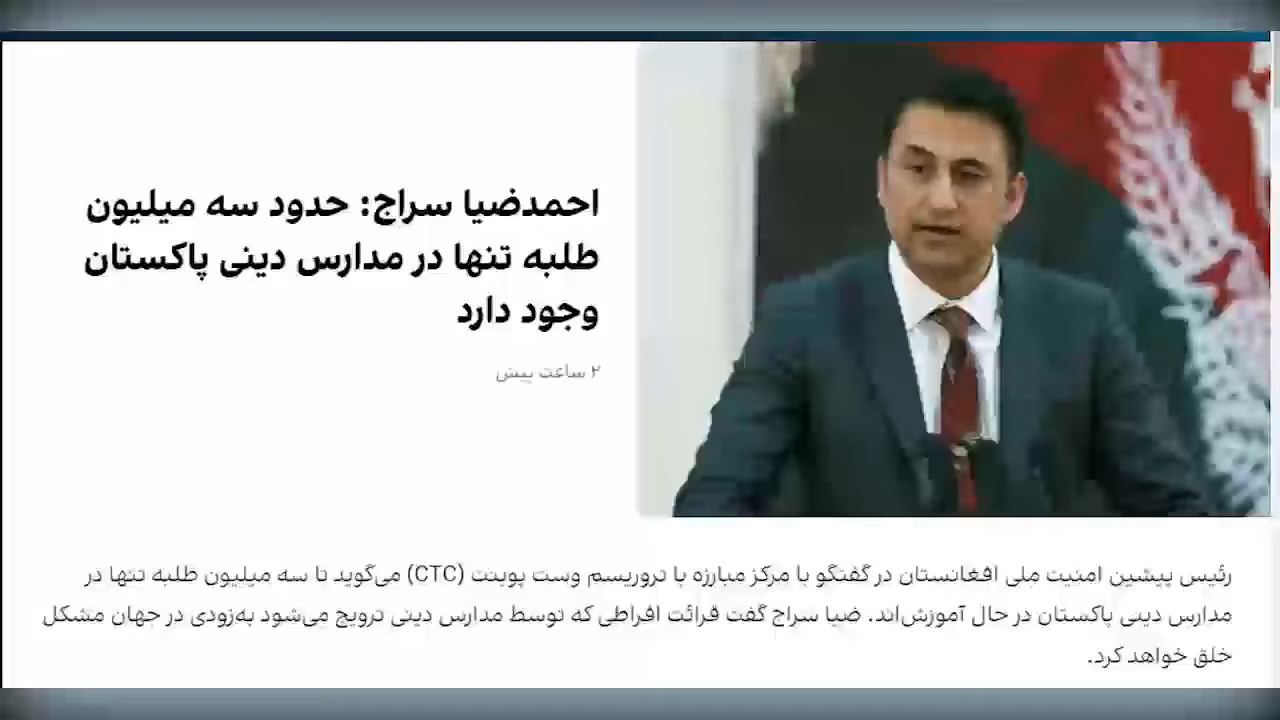 احمدضیا سراج: حدود سه میلیون
طلبه تنها در مدارس دینی پاکستان
وجود دارد
۲ ساعت پیش
رئیس پیشین امنیت ملی افغانستان در گفتگو با مرکز مبارزه با تروریسم وست پوینت (CTC) می‌گوید تا سه میلیون طلبه تنها در
مدارس دینی پاکستان در حال آموزش‌اند. ضیا سراج گفت قرائت افراطی که توسط مدارس دینی ترویج می‌شود به‌زودی در جهان مشکل
خلق خواهد کرد.